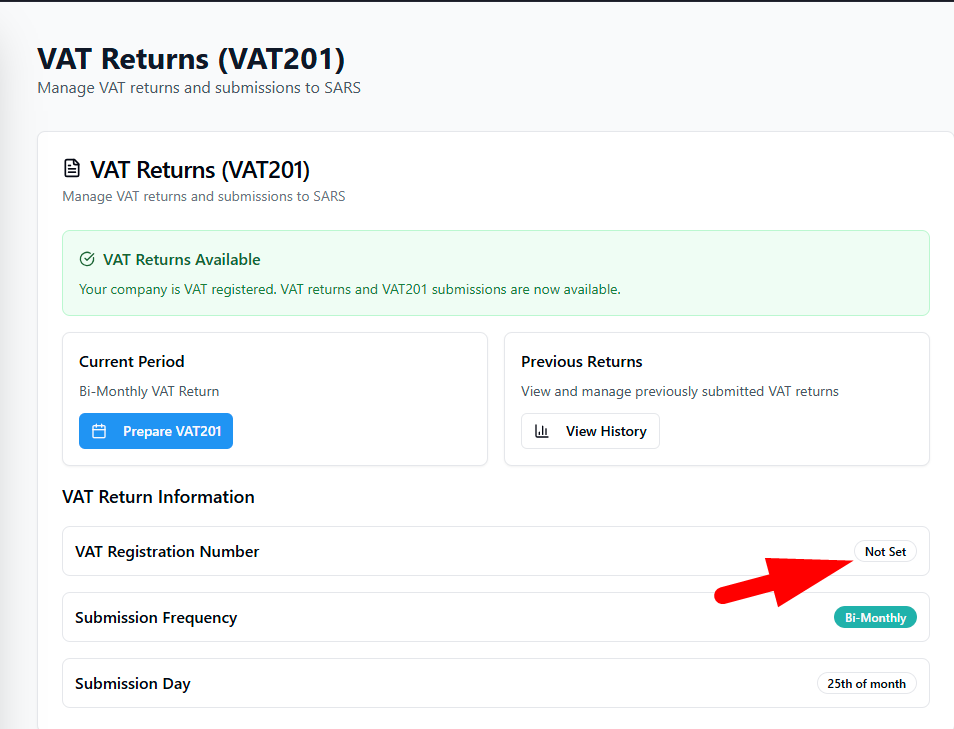 VAT Returns (VAT201)
Manage VAT returns and submissions to SARS
VAT Returns (VAT201)
Manage VAT returns and submissions to SARS
VAT Returns Available
Your company is VAT registered. VAT returns and VAT201 submissions are now available.
Current Period
Bi-Monthly VAT Return
Prepare VAT201
Previous Returns
View and manage previously submitted VAT returns
View History
VAT Return Information
VAT Registration Number
Not Set
Submission Frequency
Bi-Monthly
Submission Day
25th of month